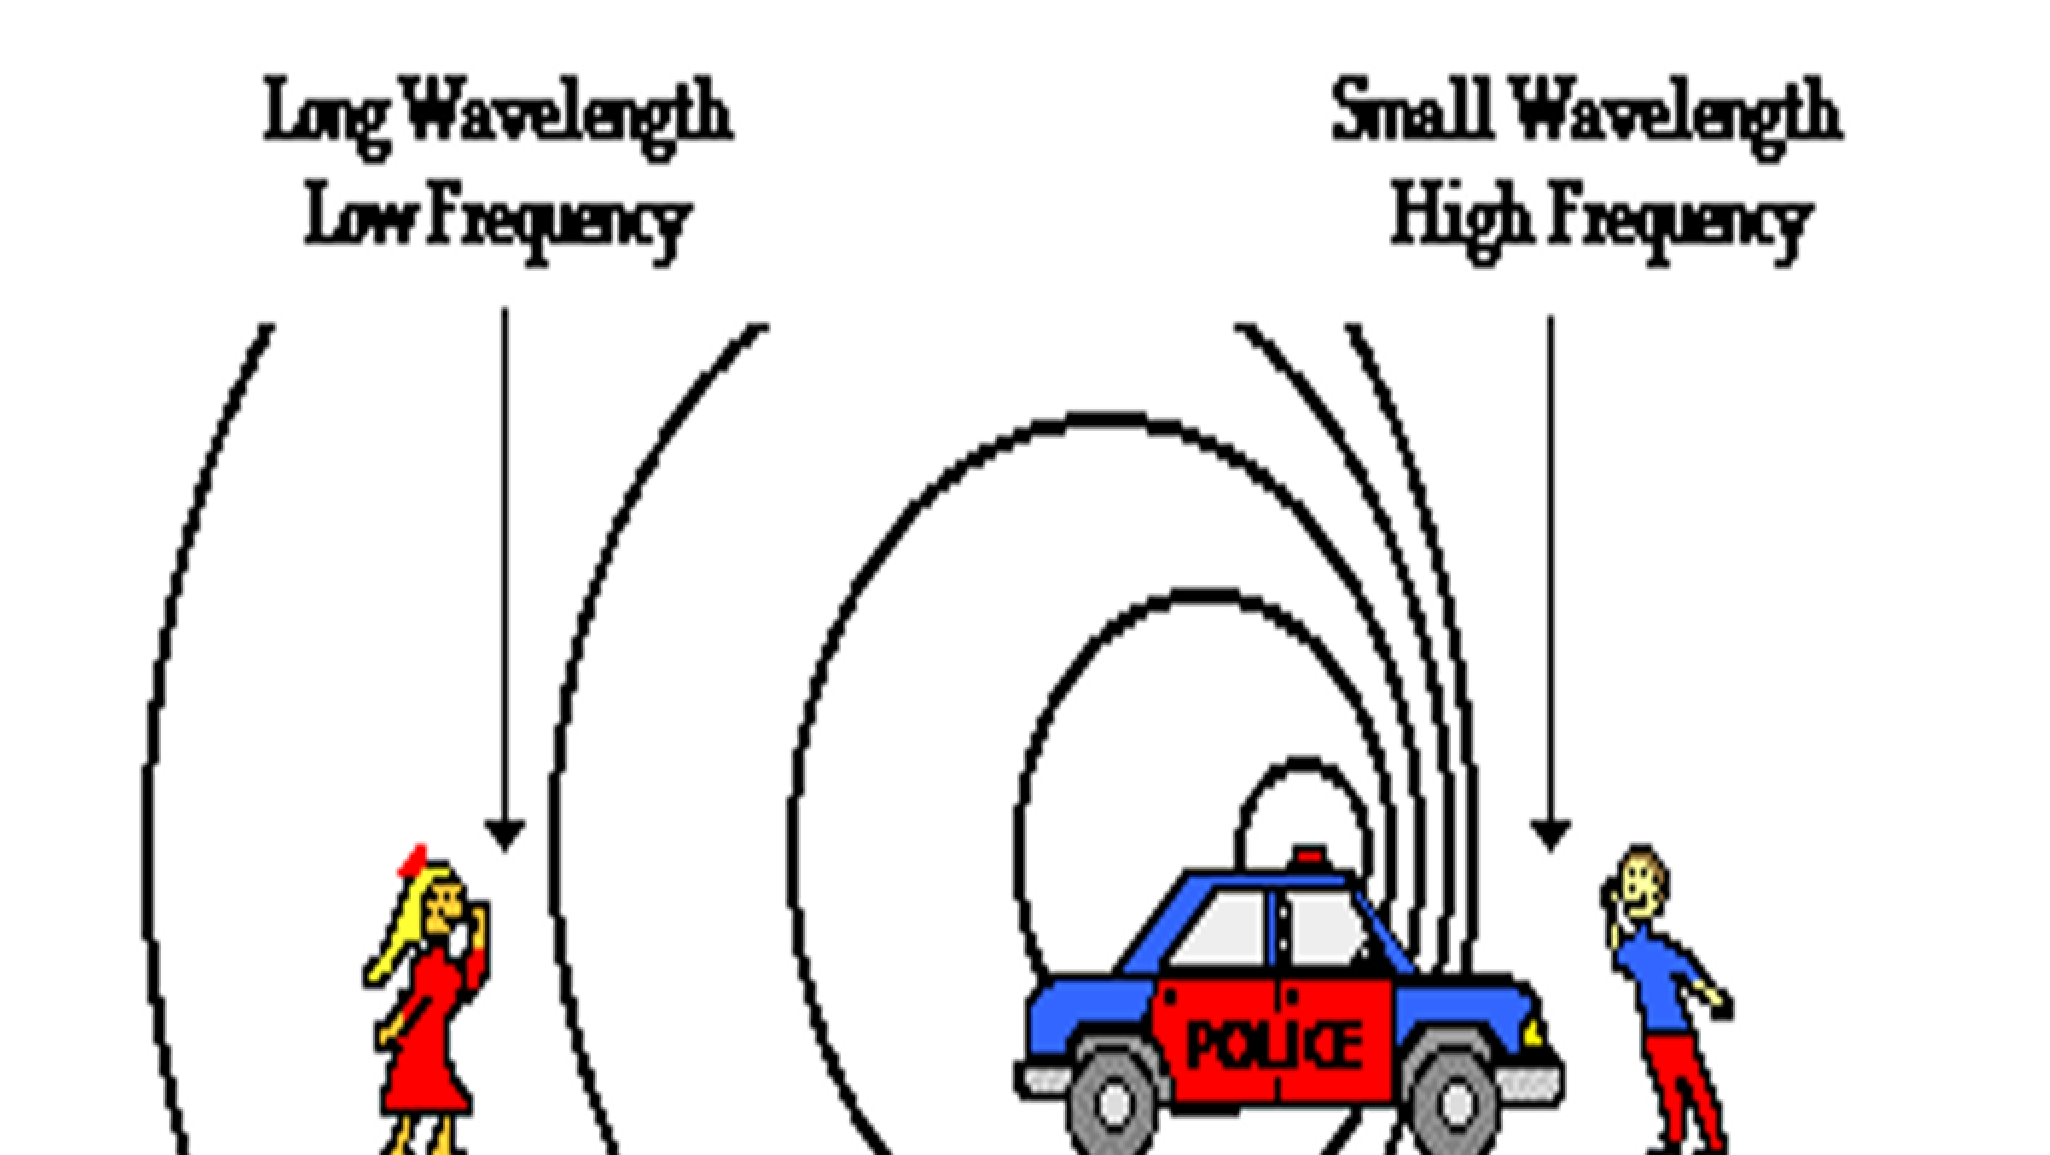 Long Wavelength
Low Frequency
Small Wavelength
High Frequency
POLICE